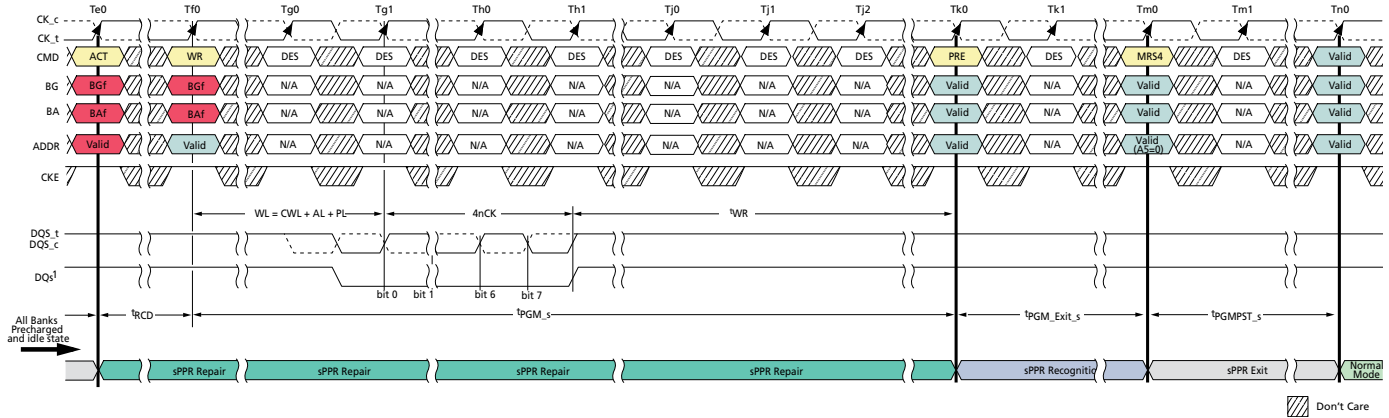 Te0 Tf0 Tg0 Tg1 Th0 Th1 Tj0 Tj1 Tj2 Tk0 Tk1 Tm0 Tm1 Tn0
CK_c
CK_t
CMD ACT WR DES DES DES DES DES DES DES PRE DES MRS4 DES Valid
BG BGf BGf N/A N/A N/A N/A N/A N/A N/A Valid N/A Valid N/A Valid
BA BAf BAf N/A N/A N/A N/A N/A N/A N/A Valid N/A Valid N/A Valid
ADDR Valid Valid N/A N/A N/A N/A N/A N/A N/A Valid N/A Valid (A5=0) N/A Valid
CKE
WL = CWL + AL + PL 4nCK tWR
DQS_t
DQS_c
DQs1
bit 0 bit 1 bit 6 bit 7
All Banks
Precharged
and idle state
tRCD tPGM_s tPGM_Exit_s tPGMPST_s
sPPR Repair sPPR Repair sPPR Repair sPPR Repair sPPR Recognitic sPPR Exit Normal
Mode
Don't Care